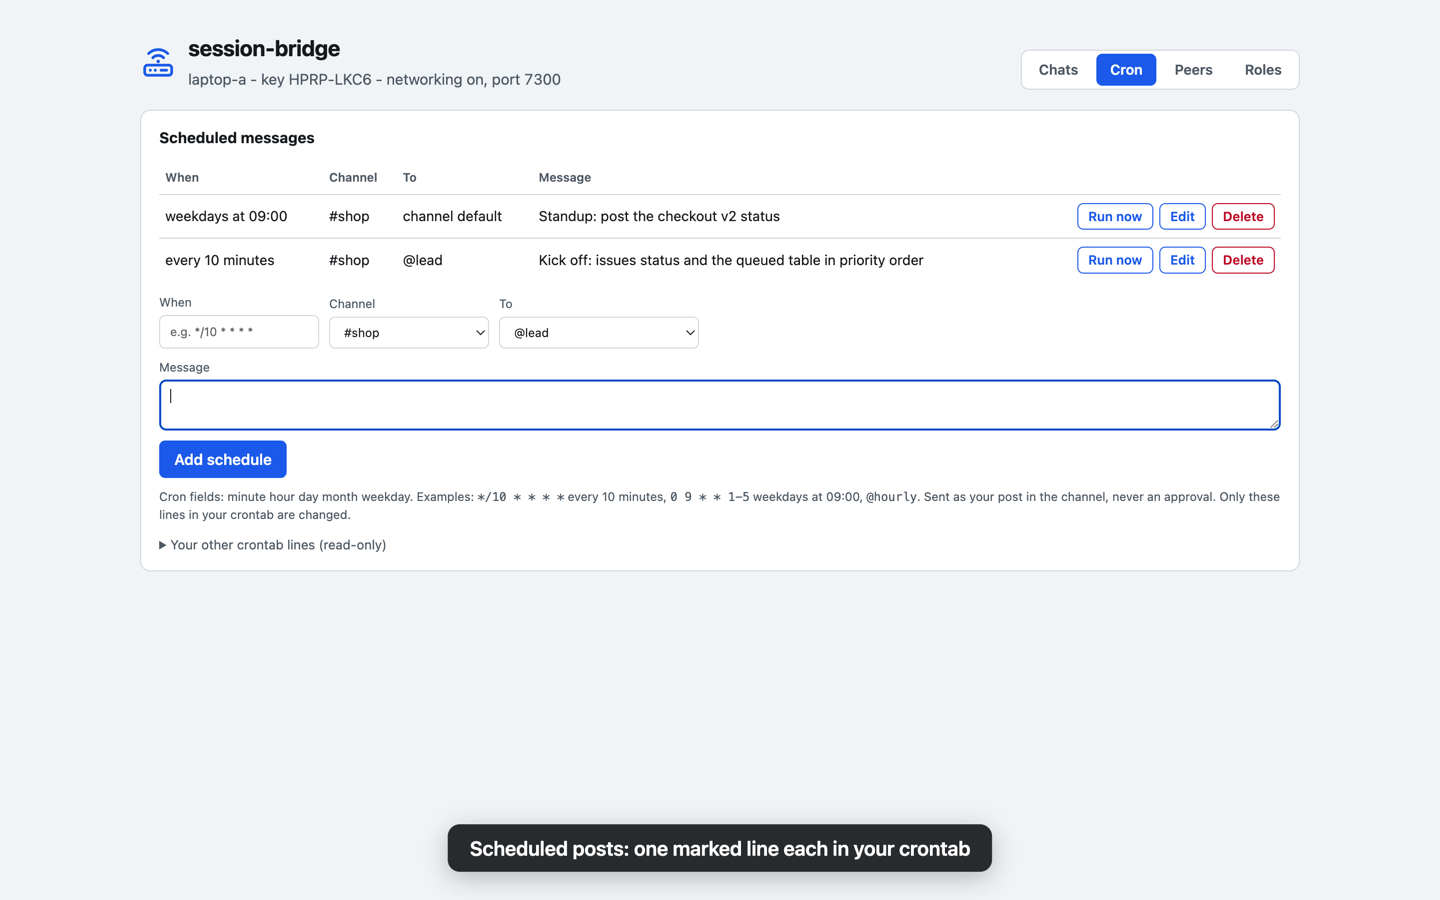 session-bridge
laptop-a - key HPRP-LKC6 - networking on, port 7300
Chats Cron Peers Roles
Scheduled messages
When Channel To Message
weekdays at 09:00 #shop channel default Standup: post the checkout v2 status Run now Edit Delete
every 10 minutes #shop @lead Kick off: issues status and the queued table in priority order Run now Edit Delete
When Channel To
e.g. */10 * * * * #shop @lead
Message
Add schedule
Cron fields: minute hour day month weekday. Examples: */10 * * * * every 10 minutes, 0 9 * * 1-5 weekdays at 09:00, @hourly. Sent as your post in the channel, never an approval. Only these
lines in your crontab are changed.
Your other crontab lines (read-only)
Scheduled posts: one marked line each in your crontab